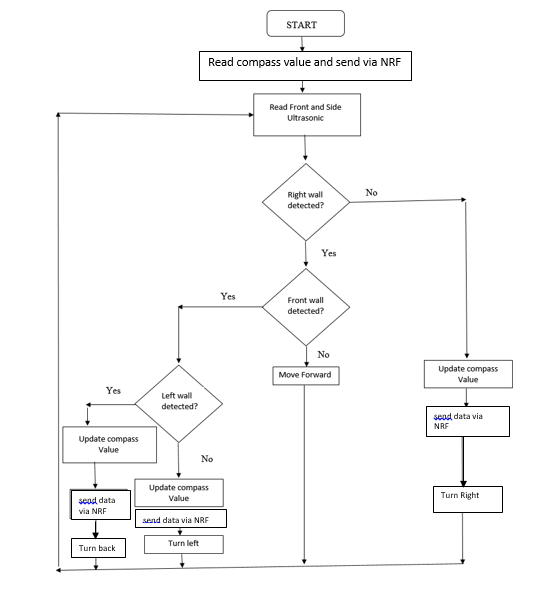 START
Read compass value and send via NRF
Read Front and Side
Ultrasonic
Right wall
detected?
No
Yes
Front wall
detected?
Yes
No
Move Forward
Update compass
Value
send data via
NRF
Turn Right
Left wall
detected?
Yes
No
Update compass
Value
send data
via NRF
Turn back
Update compass
Value
send data via NRF
Turn left